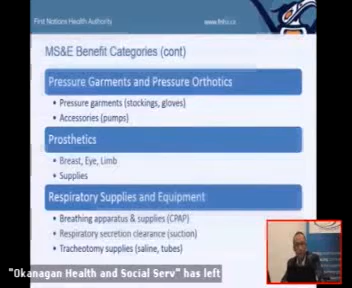 First Nations Health Authority
www.fnha.ca
MS&E Benefit Categories (cont)
Pressure Garments and Pressure Orthotics
• Pressure garments (stockings, gloves)
• Accessories (pumps)
Prosthetics
• Breast, Eye, Limb
• Supplies
Respiratory Supplies and Equipment
• Breathing apparatus & supplies (CPAP)
• Respiratory secretion clearance (suction)
• Tracheotomy supplies (saline, tubes)
"Okanagan Health and Social Serv" has left